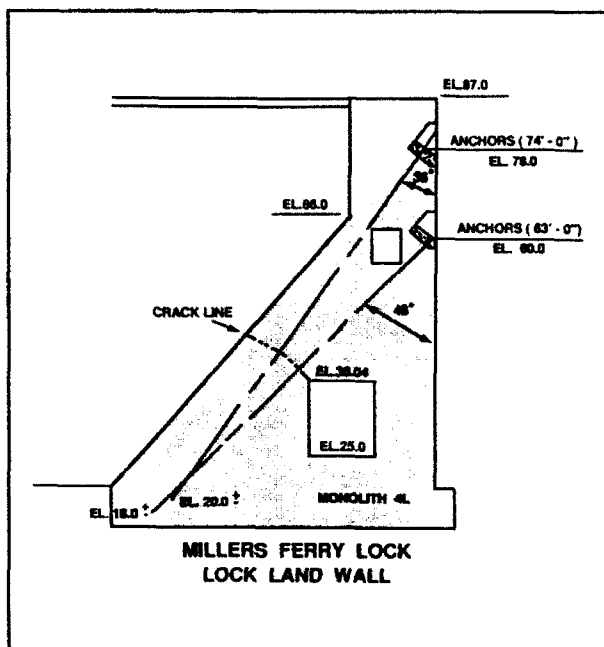 EL.87.0
ANCHORS ( 74' - 0")
EL. 78.0
EL.66.0
ANCHORS ( 63' - 0")
EL. 60.0
CRACK LINE
EL.39.04
EL.25.0
EL. 20.0 ±
EL. 18.0 ±
MONOLITH 4L
MILLERS FERRY LOCK
LOCK LAND WALL